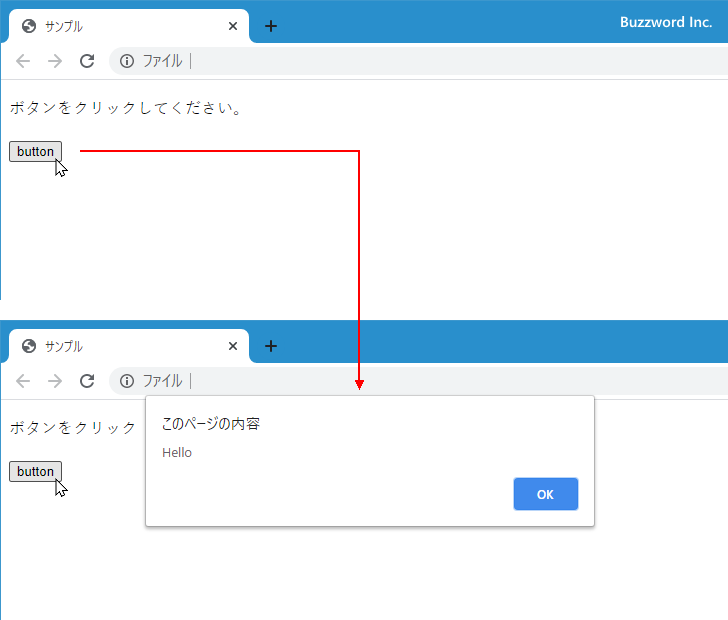 サンプル
Buzzword Inc.
ファイル
ボタンをクリックしてください。
button
サンプル
ファイル
ボタンをクリック
このページの内容
Hello
button
OK